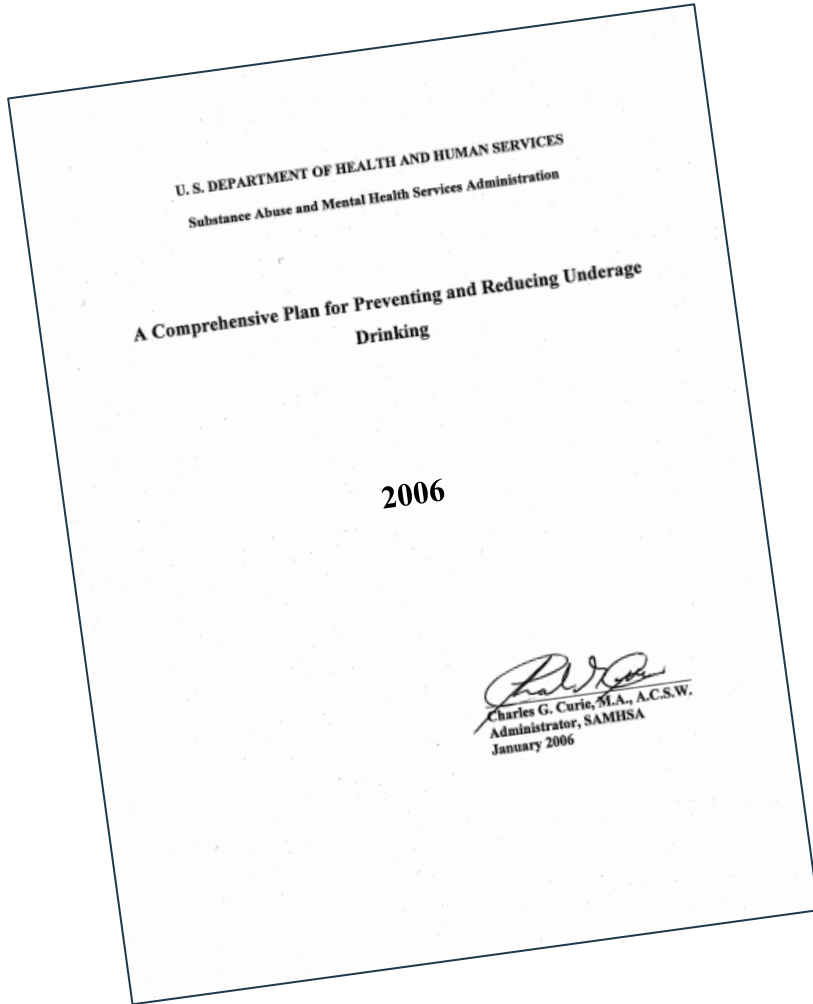 U. S. DEPARTMENT OF HEALTH AND HUMAN SERVICES
Substance Abuse and Mental Health Services Administration
A Comprehensive Plan for Preventing and Reducing Underage
Drinking
2006
Charles G. Curie, M.A., A.C.S.W.
Administrator, SAMHSA
January 2006